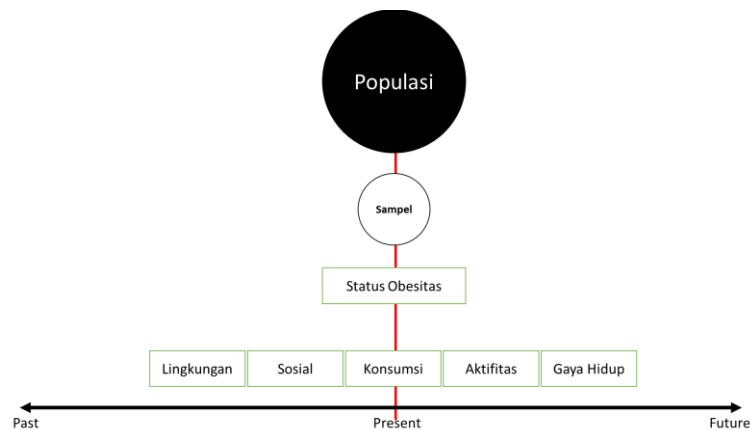 Populasi
Sampel
Status Obesitas
Lingkungan
Sosial
Konsumsi
Aktifitas
Gaya Hidup
Past
Present
Future